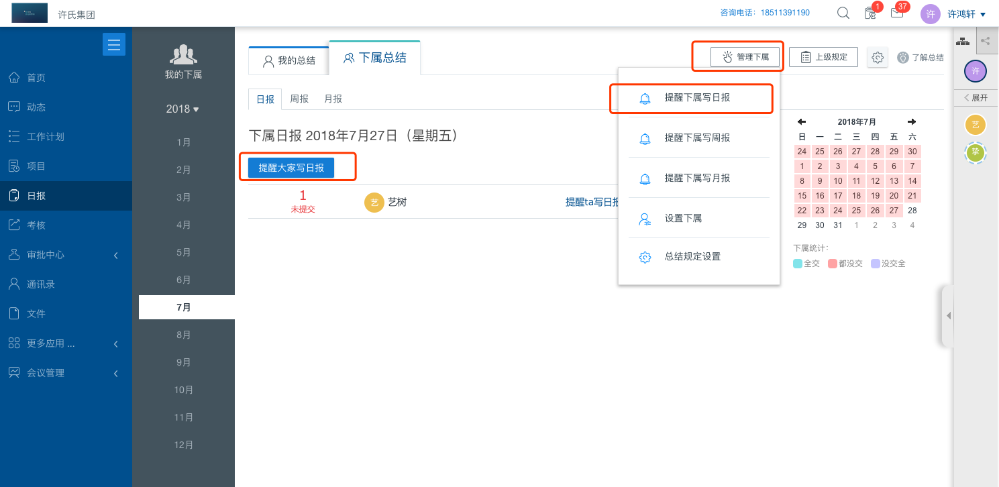 许氏集团
咨询电话：18511391190
1
37
许
许鸿轩
首页
动态
工作计划
项目
日报
考核
审批中心
通讯录
文件
更多应用 ...
会议管理
我的下属
2018
1月
2月
3月
4月
5月
6月
7月
8月
9月
10月
11月
12月
我的总结
下属总结
管理下属
上级规定
了解总结
日报
周报
月报
下属日报 2018年7月27日（星期五）
提醒大家写日报
1
未提交
艺
艺树
提醒ta写日报
提醒下属写日报
提醒下属写周报
提醒下属写月报
设置下属
总结规定设置
2018年7月
日 一 二 三 四 五 六
24 25 26 27 28 29 30
1 2 3 4 5 6 7
8 9 10 11 12 13 14
15 16 17 18 19 20 21
22 23 24 25 26 27 28
29 30 31 1 2 3 4
下属统计：
全交 都没交 没交全
许
展开
艺
挚